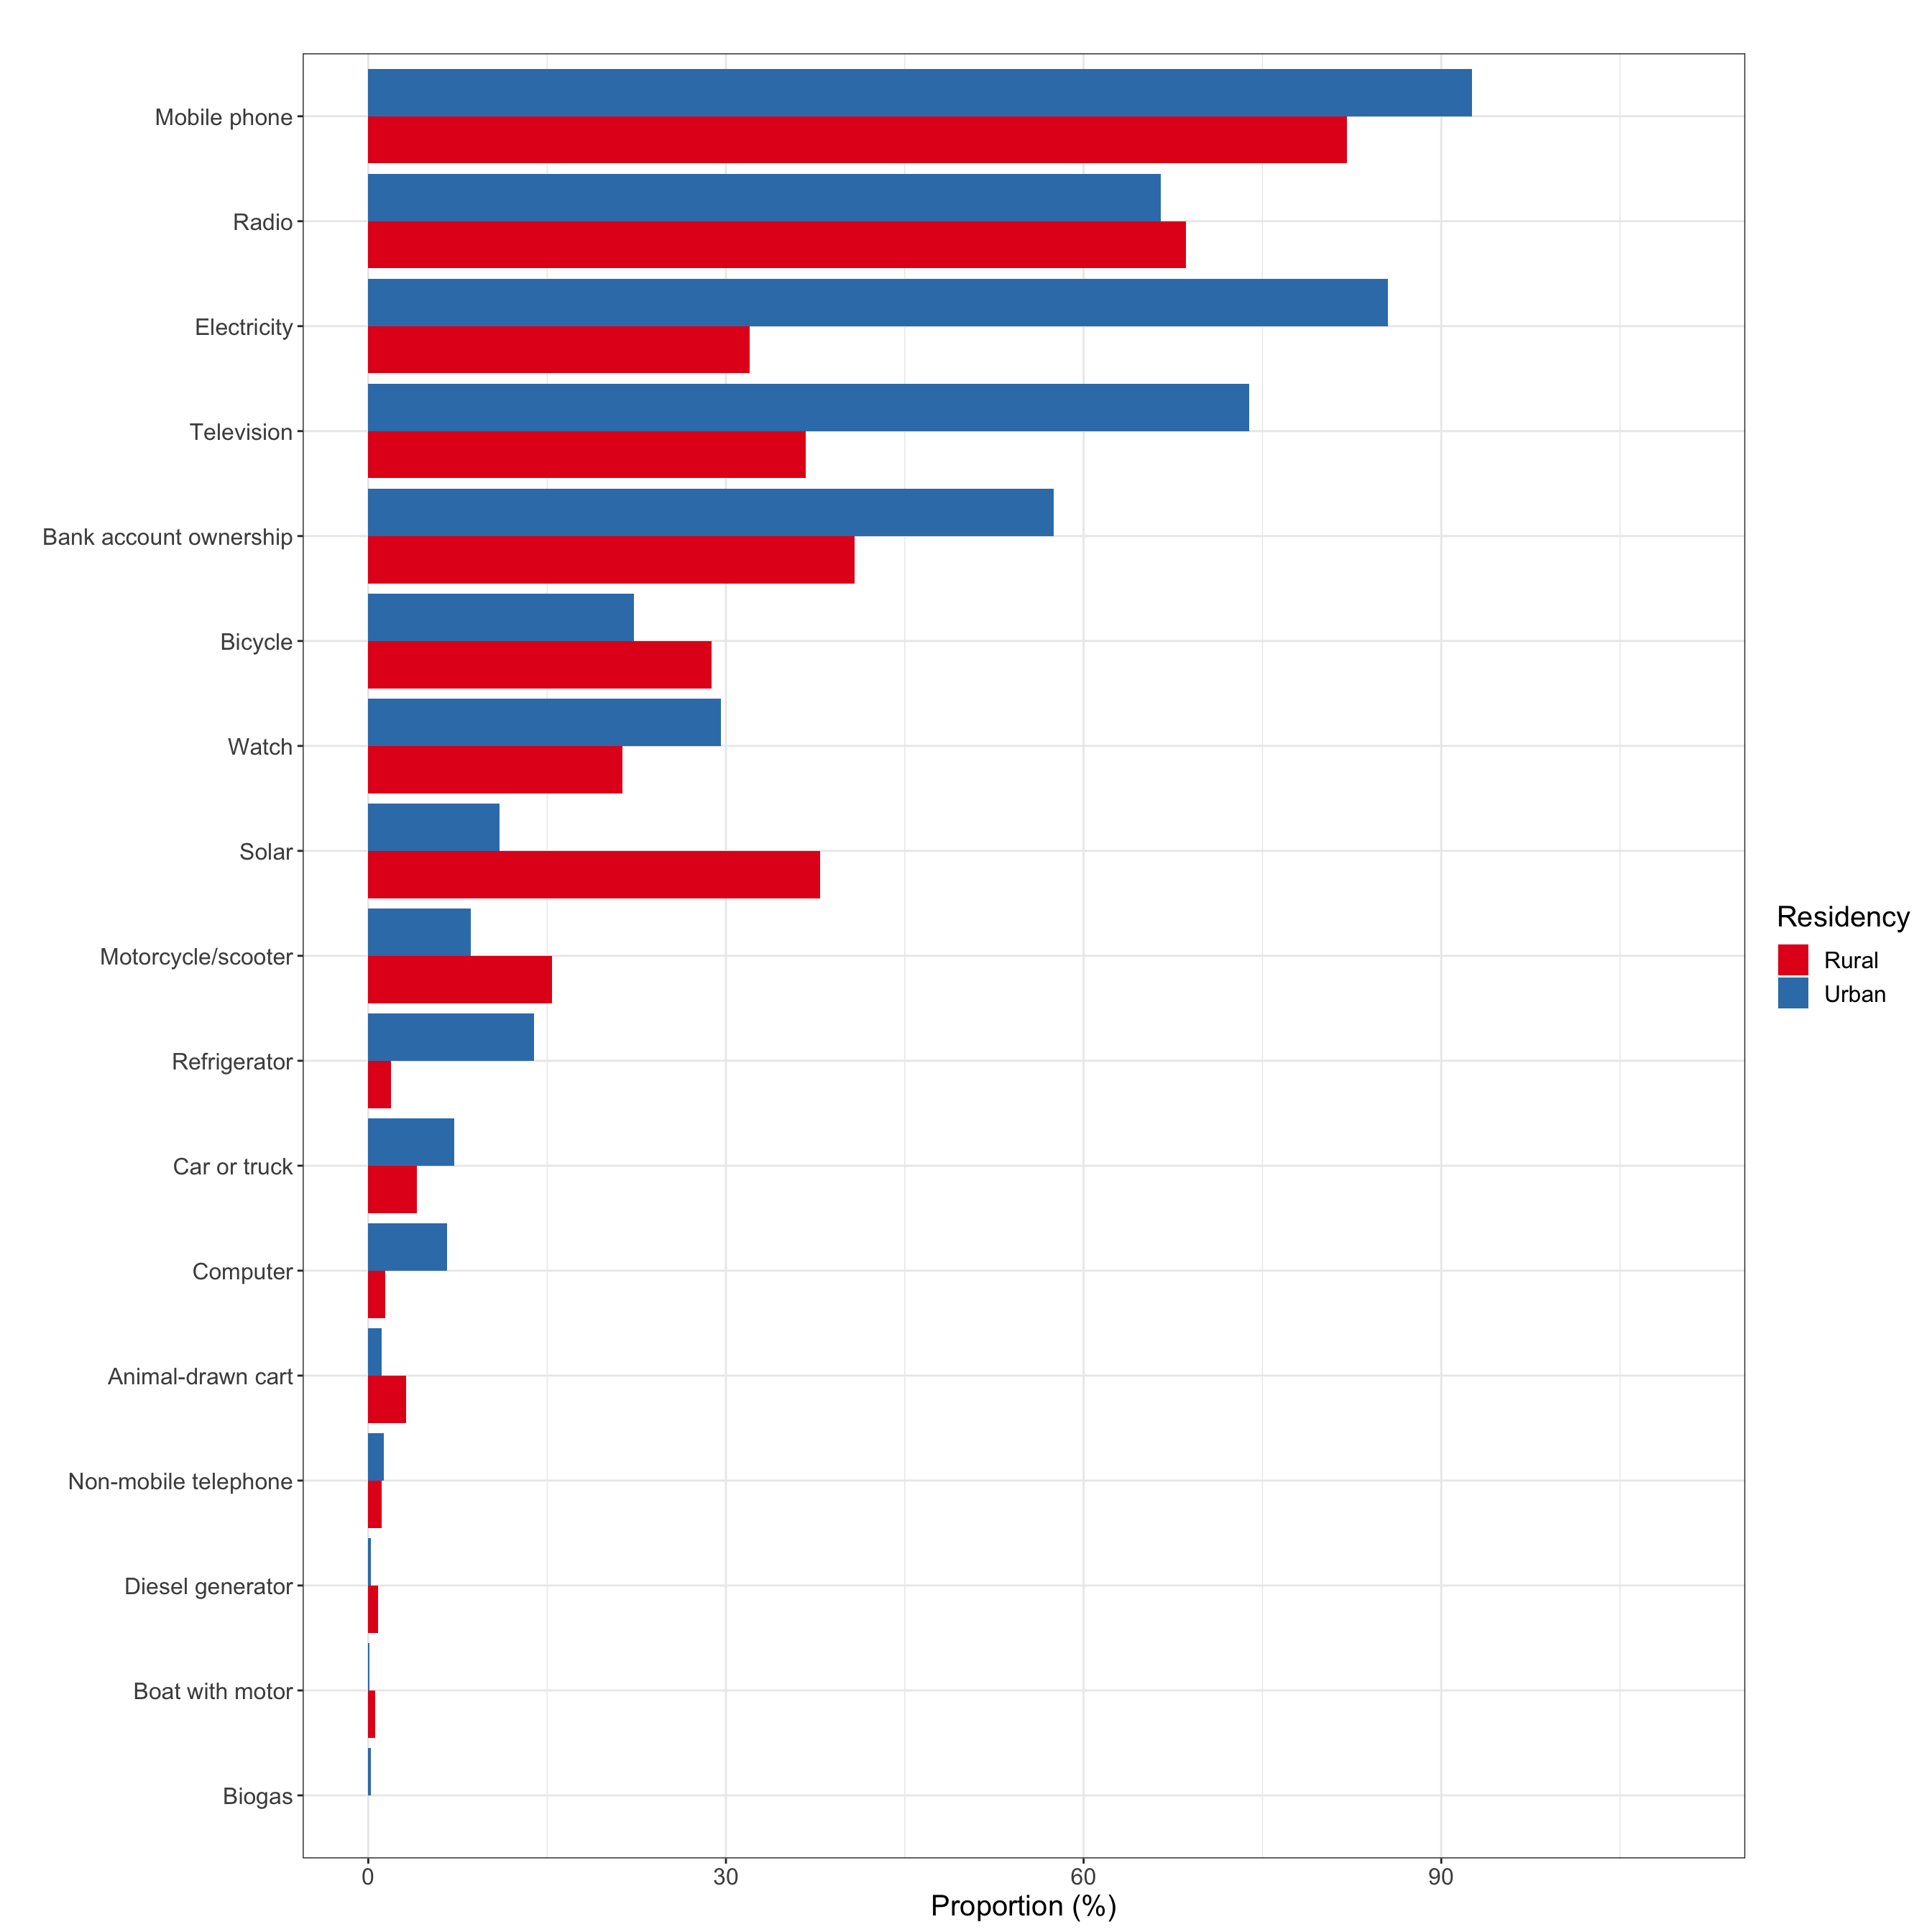 Mobile phone
Radio
Electricity
Television
Bank account ownership
Bicycle
Watch
Solar
Motorcycle/scooter
Refrigerator
Car or truck
Computer
Animal-drawn cart
Non-mobile telephone
Diesel generator
Boat with motor
Biogas
0 30 60 90
Proportion (%)
Residency
Rural
Urban